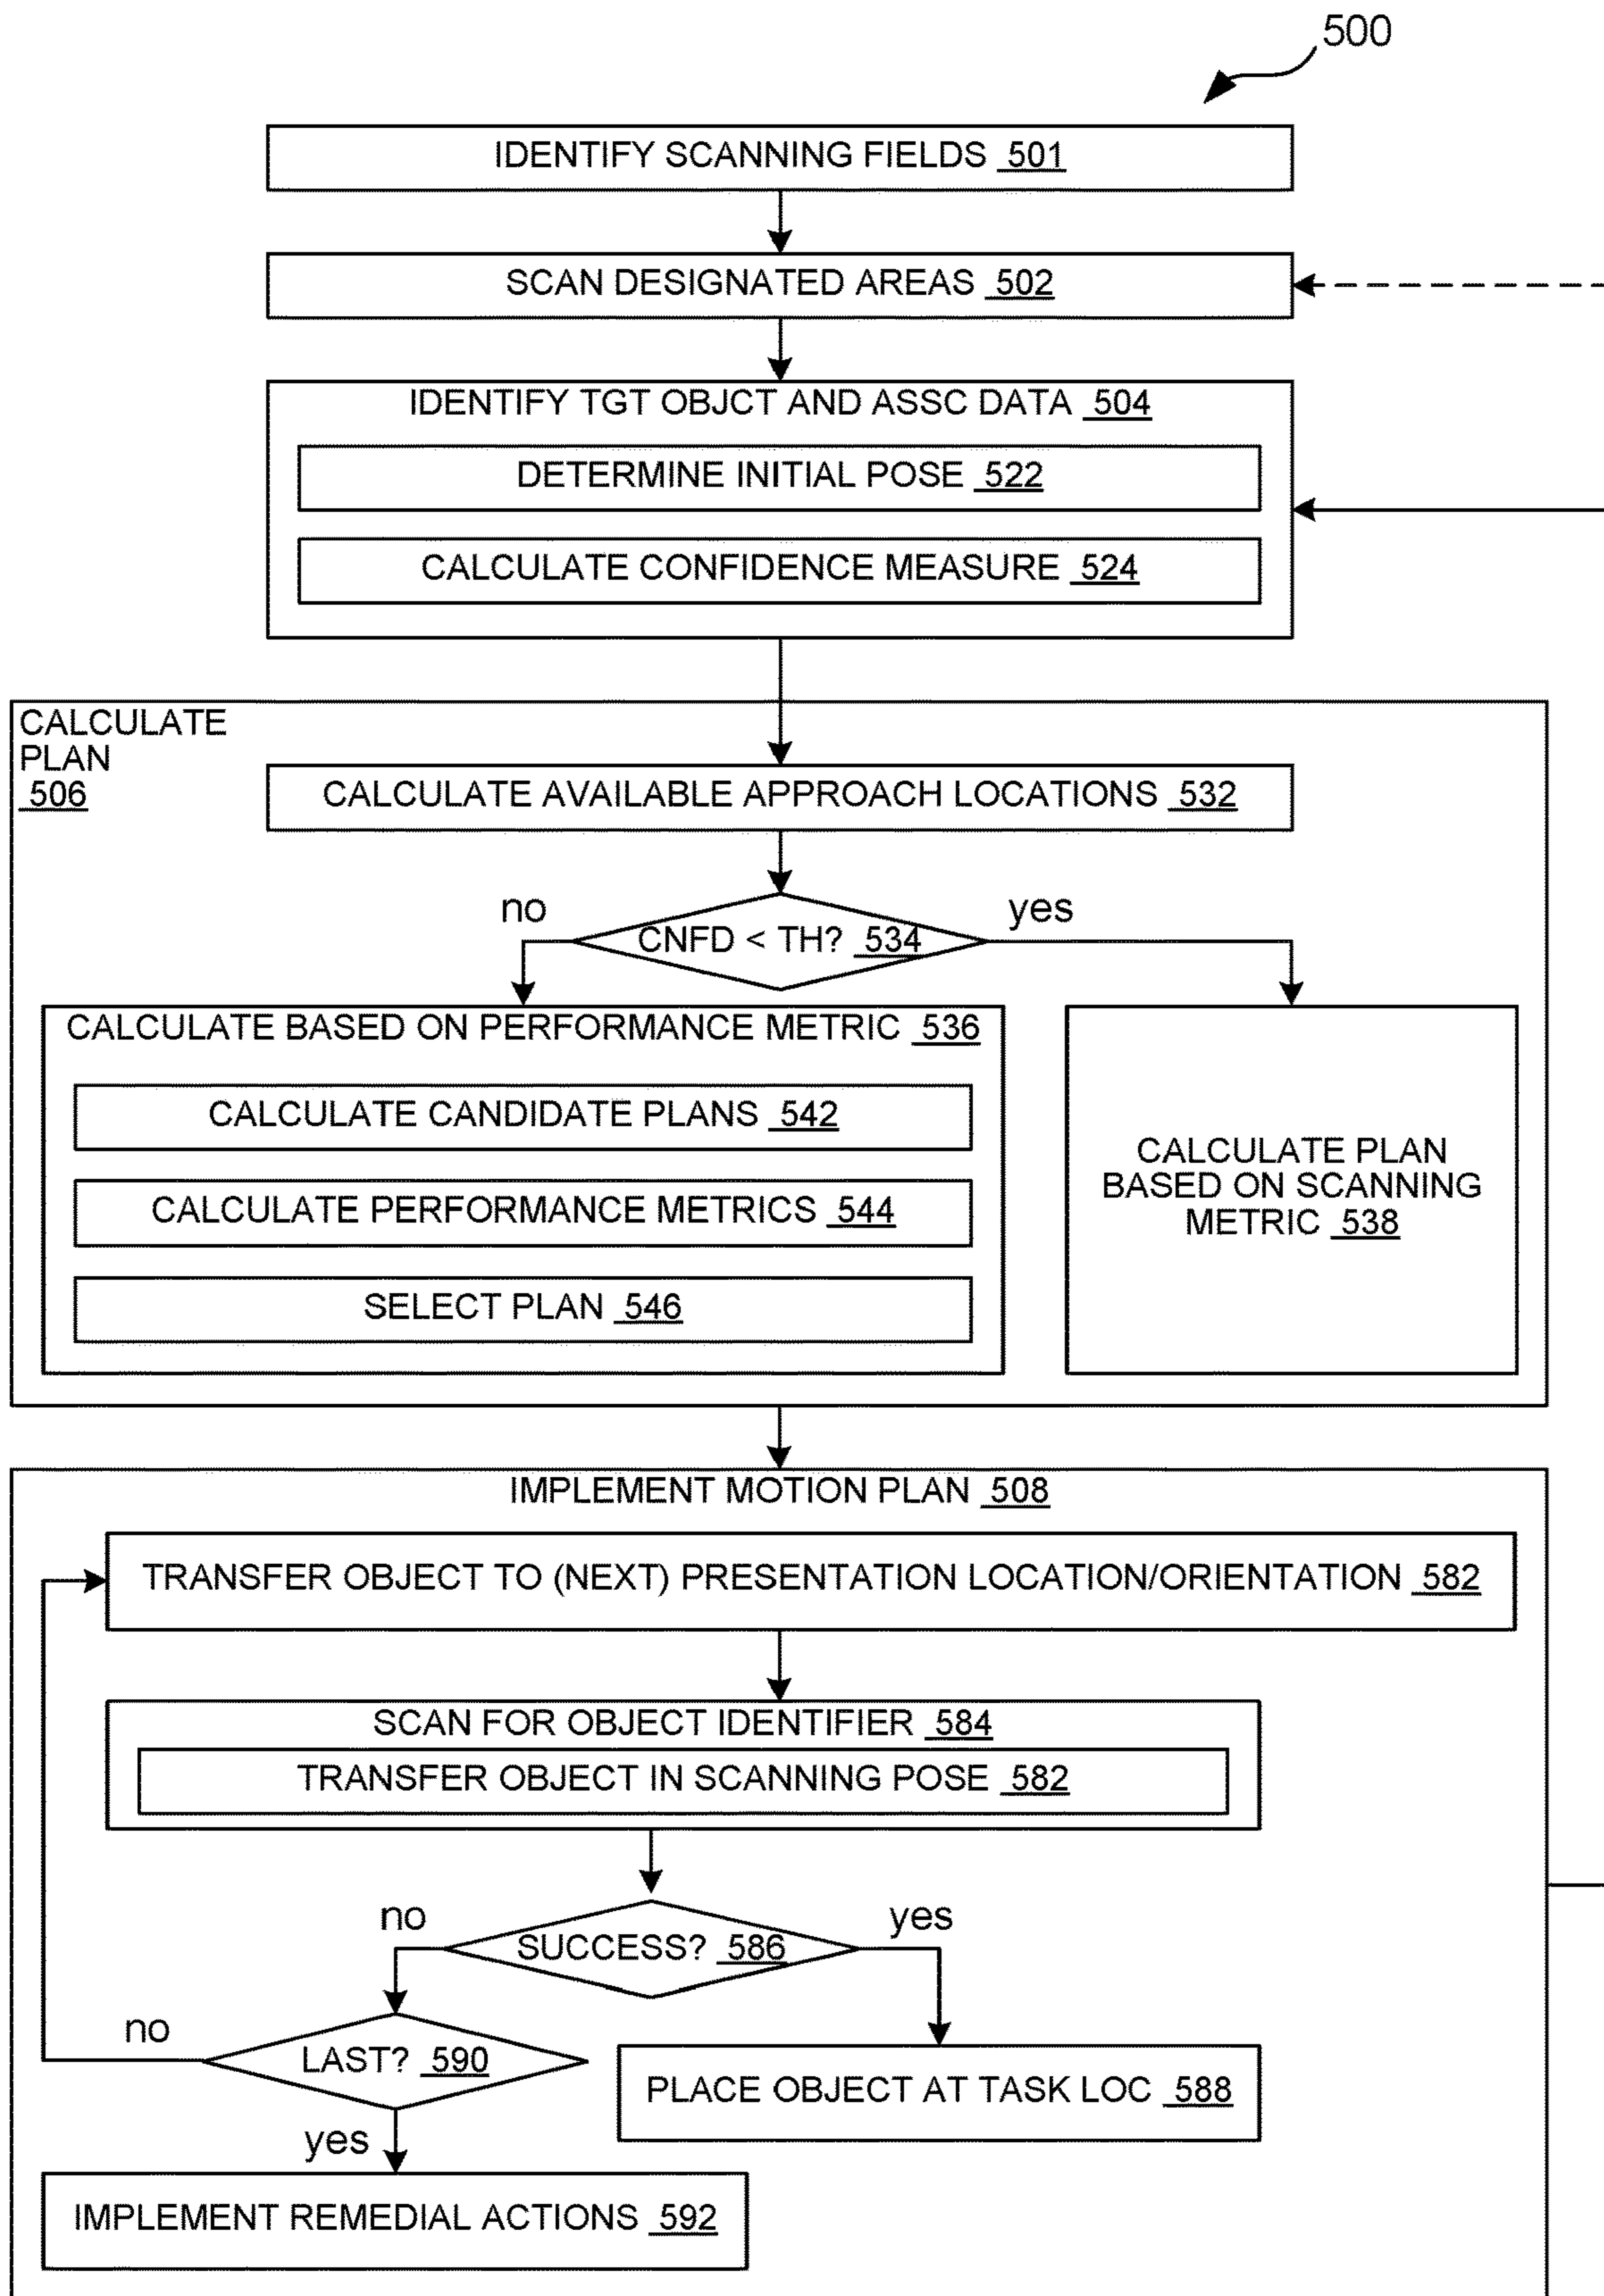 500
IDENTIFY SCANNING FIELDS 501
SCAN DESIGNATED AREAS 502
IDENTIFY TGT OBJCT AND ASSC DATA 504
DETERMINE INITIAL POSE 522
CALCULATE CONFIDENCE MEASURE 524
CALCULATE
PLAN
506
CALCULATE AVAILABLE APPROACH LOCATIONS 532
no
yes
CNFD < TH? 534
CALCULATE BASED ON PERFORMANCE METRIC 536
CALCULATE CANDIDATE PLANS 542
CALCULATE PERFORMANCE METRICS 544
SELECT PLAN 546
CALCULATE PLAN
BASED ON SCANNING
METRIC 538
IMPLEMENT MOTION PLAN 508
TRANSFER OBJECT TO (NEXT) PRESENTATION LOCATION/ORIENTATION 582
SCAN FOR OBJECT IDENTIFIER 584
TRANSFER OBJECT IN SCANNING POSE 582
no
yes
SUCCESS? 586
no
LAST? 590
PLACE OBJECT AT TASK LOC 588
yes
IMPLEMENT REMEDIAL ACTIONS 592